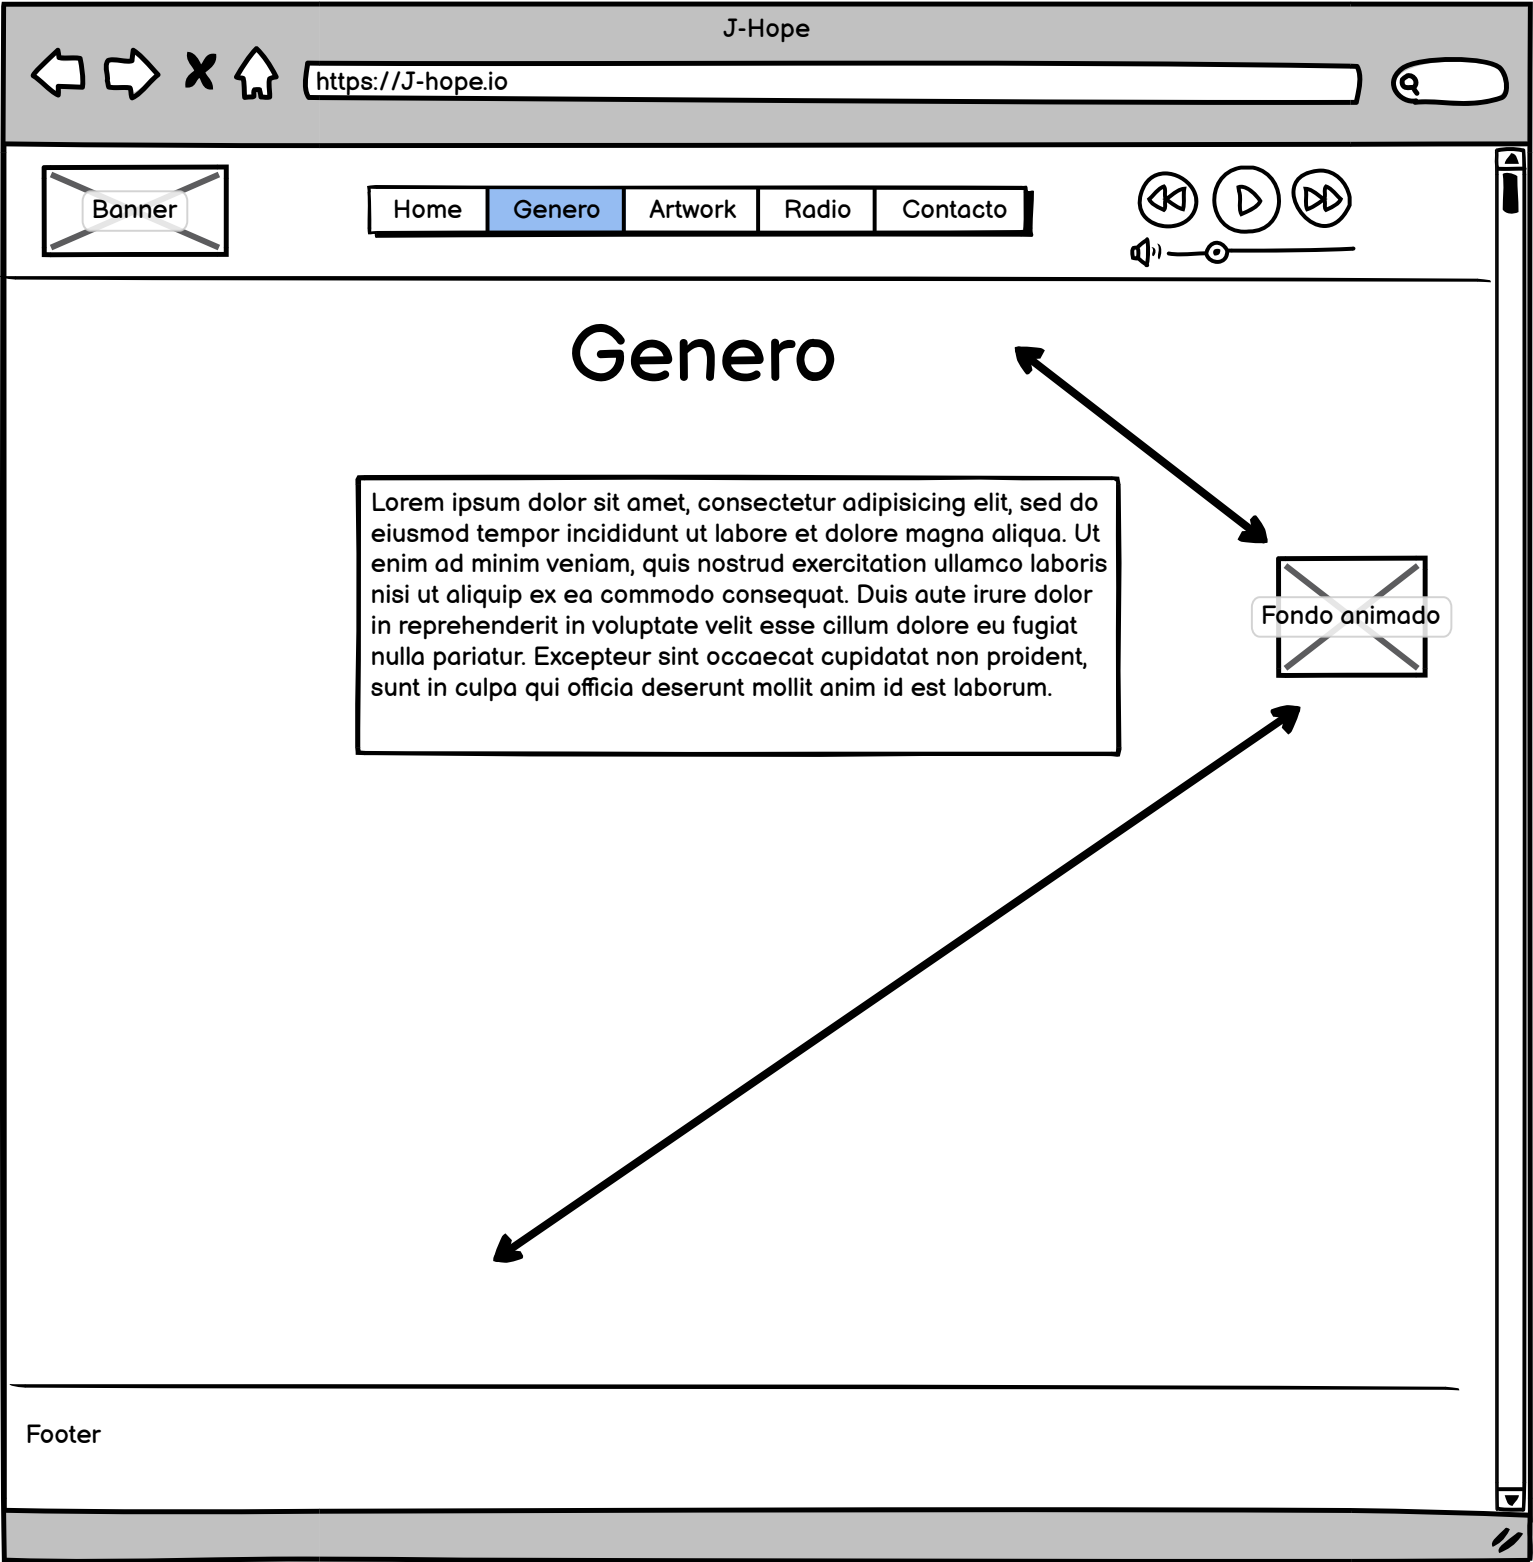 J-Hope
https://J-hope.io
Banner
Home Genero Artwork Radio Contacto
Genero
Lorem ipsum dolor sit amet, consectetur adipisicing elit, sed do
eiusmod tempor incididunt ut labore et dolore magna aliqua. Ut
enim ad minim veniam, quis nostrud exercitation ullamco laboris
nisi ut aliquip ex ea commodo consequat. Duis aute irure dolor
in reprehenderit in voluptate velit esse cillum dolore eu fugiat
nulla pariatur. Excepteur sint occaecat cupidatat non proident,
sunt in culpa qui officia deserunt mollit anim id est laborum.
Fondo animado
Footer